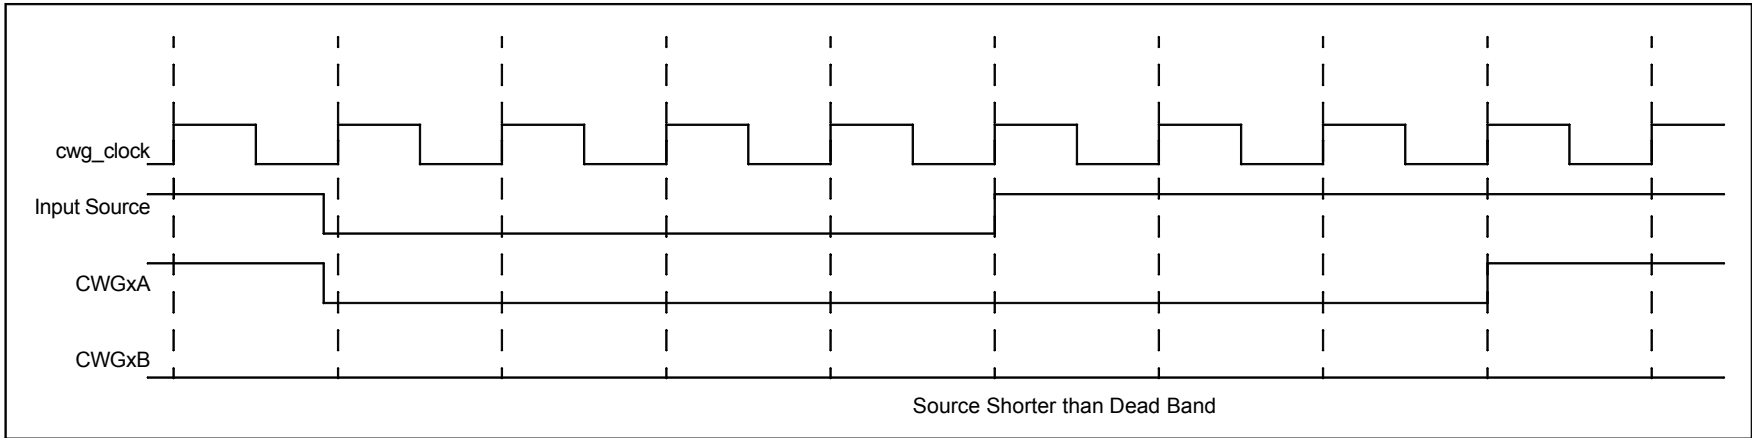 cwg_clock
Input Source
CWGxA
CWGxB
Source Shorter than Dead Band